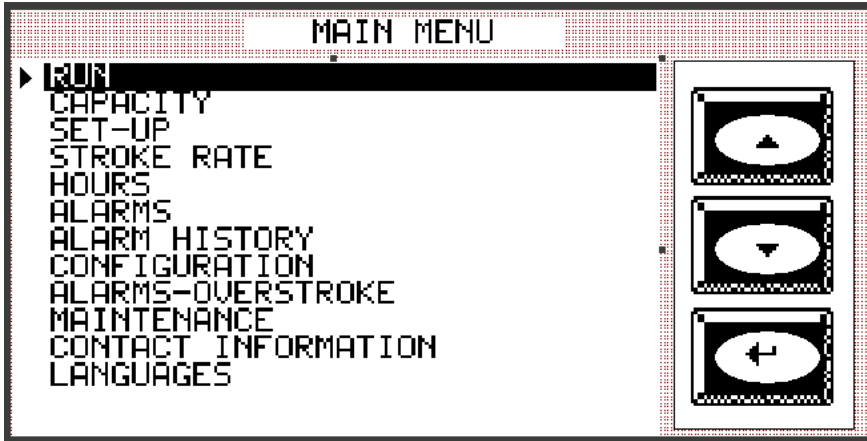 MAIN MENU
RUN
CAPACITY
SET-UP
STROKE RATE
HOURS
ALARMS
ALARM HISTORY
CONFIGURATION
ALARMS-OVERSTROKE
MAINTENANCE
CONTACT INFORMATION
LANGUAGES